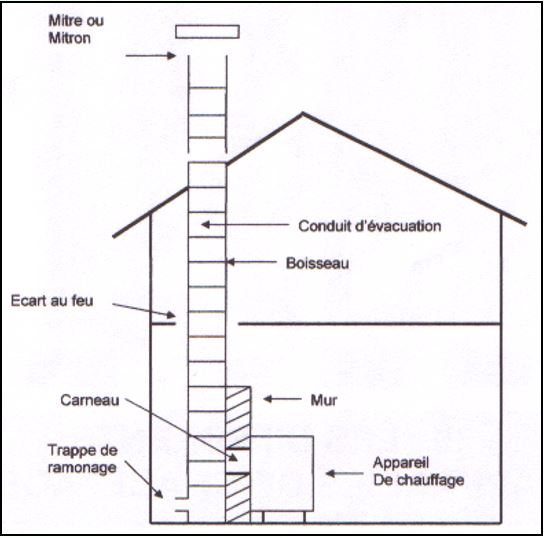 Mitre ou
Mitron
Conduit d'évacuation
Boisseau
Ecart au feu
Carneau
Mur
Trappe de
ramonage
Appareil
De chauffage